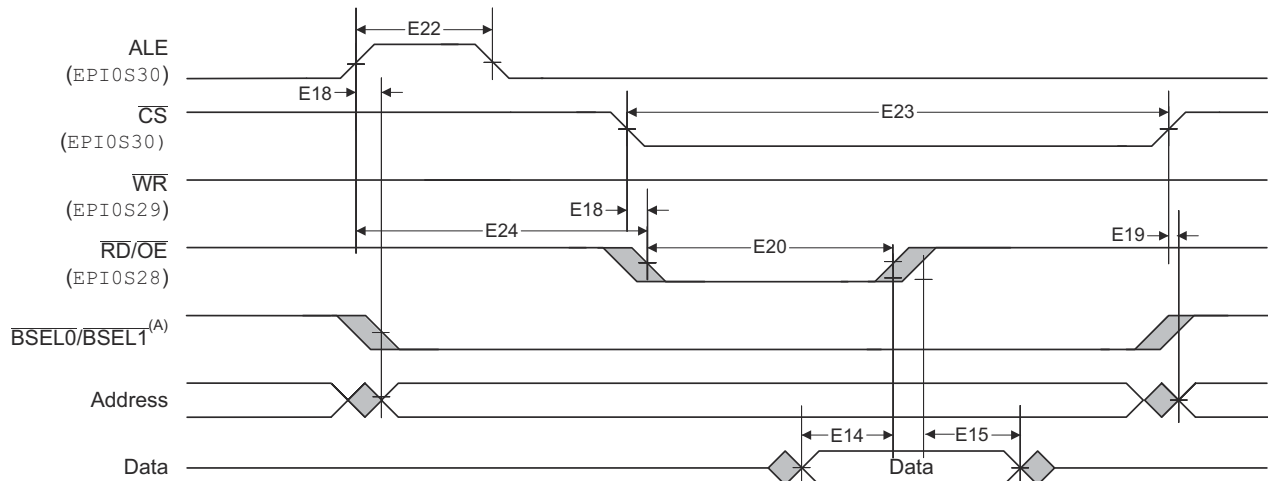 E22
ALE
(EPI0S30)
E18
CS
E23
(EPI0S30)
WR
(EPI0S29)
E18
E24
RD/OE
E20
E19
(EPI0S28)
BSEL0/BSEL1(A)
Address
E14
E15
Data
Data